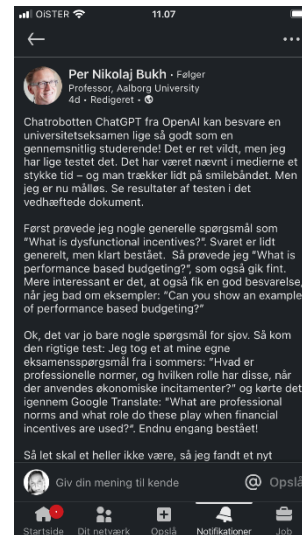 OiSTER 11.07
Per Nikolaj Bukh • Følger
Professor, Aalborg University
4d • Redigeret •
Chatrobotten ChatGPT fra OpenAI kan besvare en
universitetseksamen lige så godt som en
gennemsnitlig studerende! Det er ret vildt, men jeg
har lige testet det. Det har været nævnt i medierne et
stykke tid – og man trækker lidt på smilebåndet. Men
jeg er nu målløs. Se resultater af testen i det
vedhæftede dokument.
Først prøvede jeg nogle generelle spørgsmål som
"What is dysfunctional incentives?". Svaret er lidt
generelt, men klart bestået. Så prøvede jeg "What is
performance based budgeting?", som også gik fint.
Mere interessant er det, at også fik en god besvarelse,
når jeg bad om eksempler: "Can you show an example
of performance based budgeting?"
Ok, det var jo bare nogle spørgsmål for sjov. Så kom
den rigtige test: Jeg tog et at mine egne
eksamensspørgsmål fra i sommers: "Hvad er
professionelle normer, og hvilken rolle har disse, når
der anvendes økonomiske incitamenter?" og kørte det
igennem Google Translate: "What are professional
norms and what role do these play when financial
incentives are used?". Endnu engang bestået!
Så let skal et heller ikke være, så jeg fandt et nyt
Giv din mening til kende @ Opslå
Startside Dit netværk Opslå Notifikationer Job